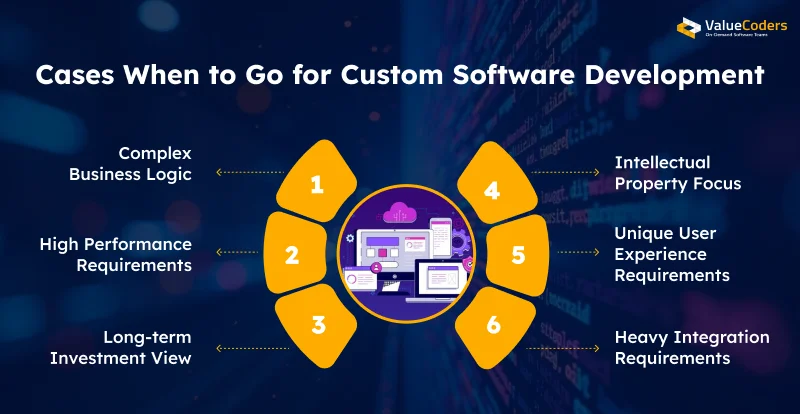 ValueCoders
On-Demand Software Teams
Cases When to Go for Custom Software Development
1
Complex
Business Logic
2
High Performance
Requirements
3
Long-term
Investment View
4
Intellectual
Property Focus
5
Unique User
Experience
Requirements
6
Heavy Integration
Requirements